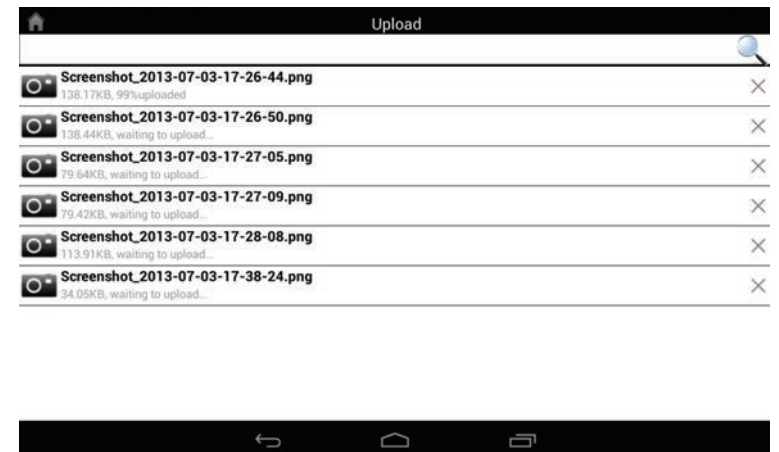 Upload
Screenshot_2013-07-03-17-26-44.png
138.17KB, 99%uploaded
Screenshot_2013-07-03-17-26-50.png
138.44KB, waiting to upload...
Screenshot_2013-07-03-17-27-05.png
79.64KB, waiting to upload...
Screenshot_2013-07-03-17-27-09.png
79.42KB, waiting to upload...
Screenshot_2013-07-03-17-28-08.png
113.91KB, waiting to upload...
Screenshot_2013-07-03-17-38-24.png
34.05KB, waiting to upload...